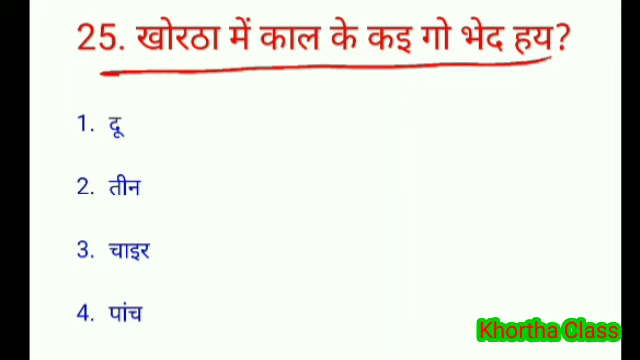 25. खोरठा में काल के कइ गो भेद हय?
1. दू
2. तीन
3. चाइर
4. पांच
Khortha Class